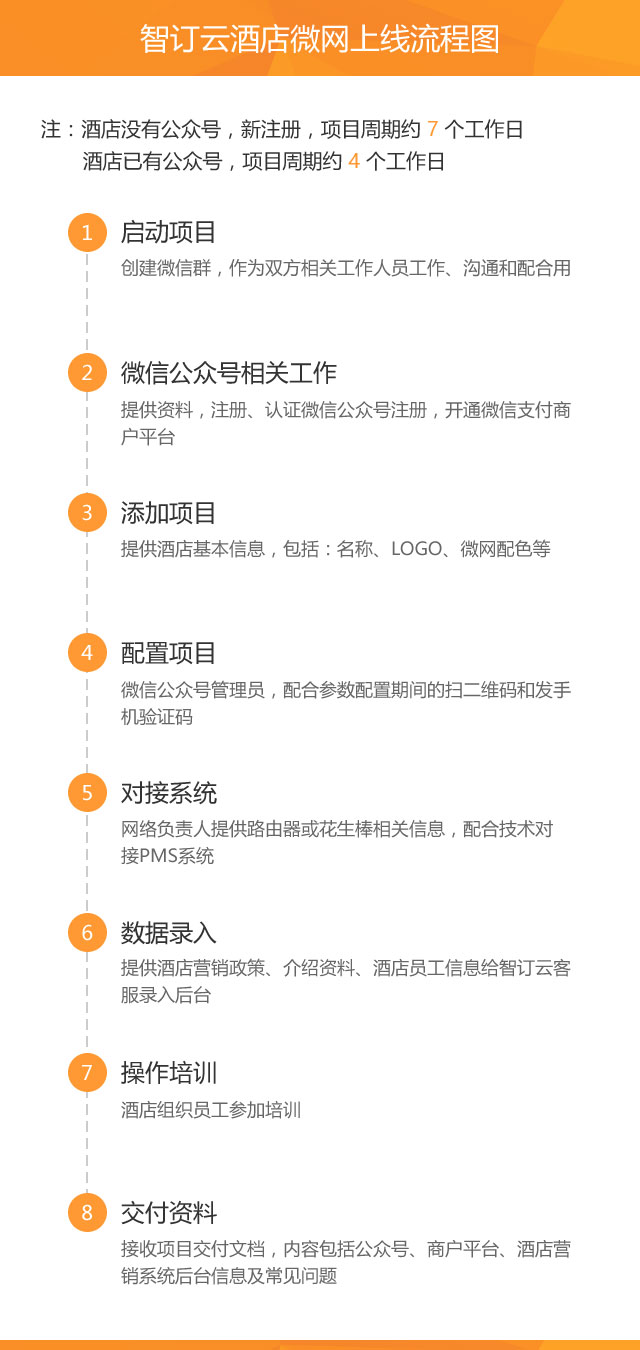 智订云酒店微网上线流程图
注：酒店没有公众号，新注册，项目周期约 7 个工作日
酒店已有公众号，项目周期约 4 个工作日
1 启动项目
创建微信群，作为双方相关工作人员工作、沟通和配合用
2 微信公众号相关工作
提供资料，注册、认证微信公众号注册，开通微信支付商
户平台
3 添加项目
提供酒店基本信息，包括：名称、LOGO、微网配色等
4 配置项目
微信公众号管理员，配合参数配置期间的扫二维码和发手
机验证码
5 对接系统
网络负责人提供路由器或花生棒相关信息，配合技术对
接PMS系统
6 数据录入
提供酒店营销政策、介绍资料、酒店员工信息给智订云客
服录入后台
7 操作培训
酒店组织员工参加培训
8 交付资料
接收项目交付文档，内容包括公众号、商户平台、酒店营
销系统后台信息及常见问题